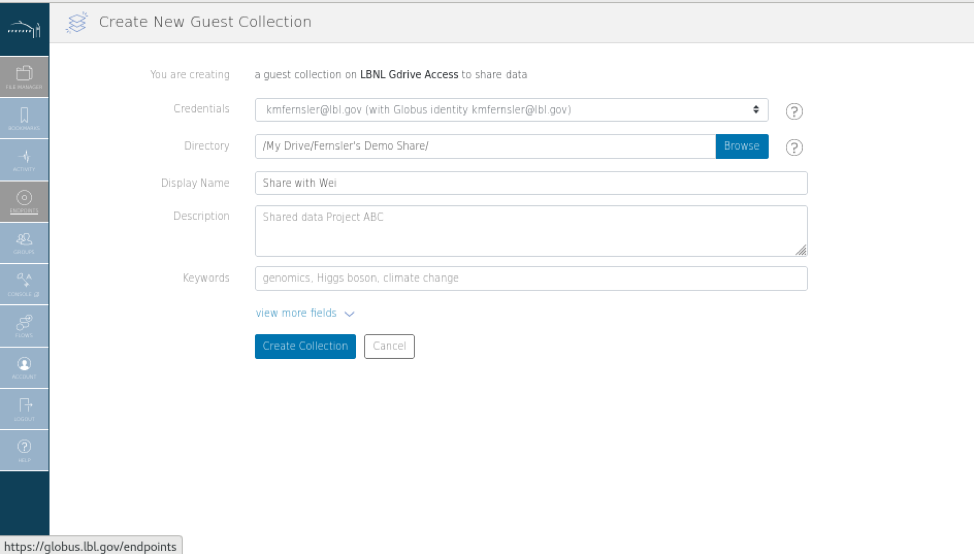 Create New Guest Collection
You are creating a guest collection on LBNL Gdrive Access to share data
Credentials kmfernsler@lbl.gov (with Globus identity kmfernsler@lbl.gov)
Directory /My Drive/Fernsler's Demo Share/ Browse
Display Name Share with Wei
Description Shared data Project ABC
Keywords genomics, Higgs boson, climate change
view more fields
Create Collection Cancel
FILE MANAGER
BOOKMARKS
ACTIVITY
ENDPOINTS
GROUPS
CONSOLE
ACCOUNT
LOGOUT
HELP
https://globus.lbl.gov/endpoints